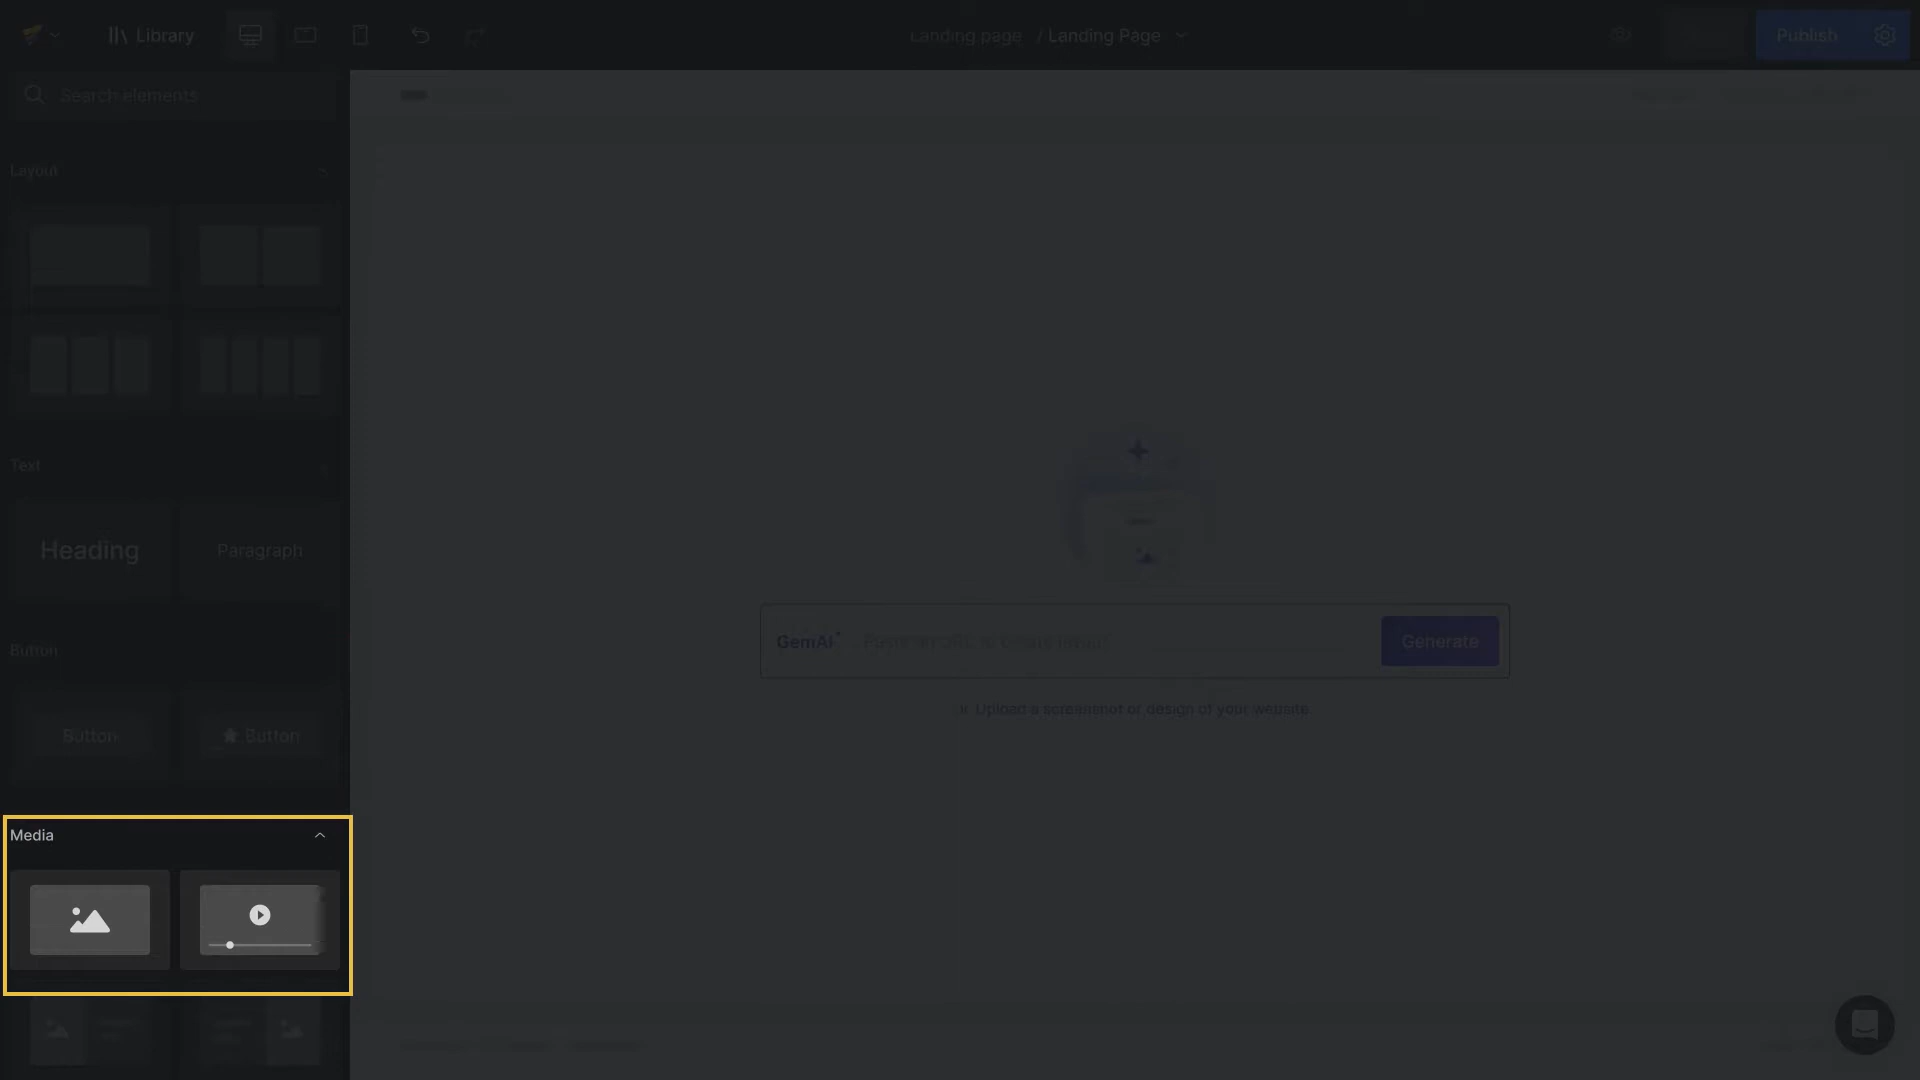 Library
Landing page / Landing Page
Publish
Search elements
Layout
Text
Heading
Paragraph
Button
Button
Button
Media
GemAI
Generate
Upload a screenshot or design of your website